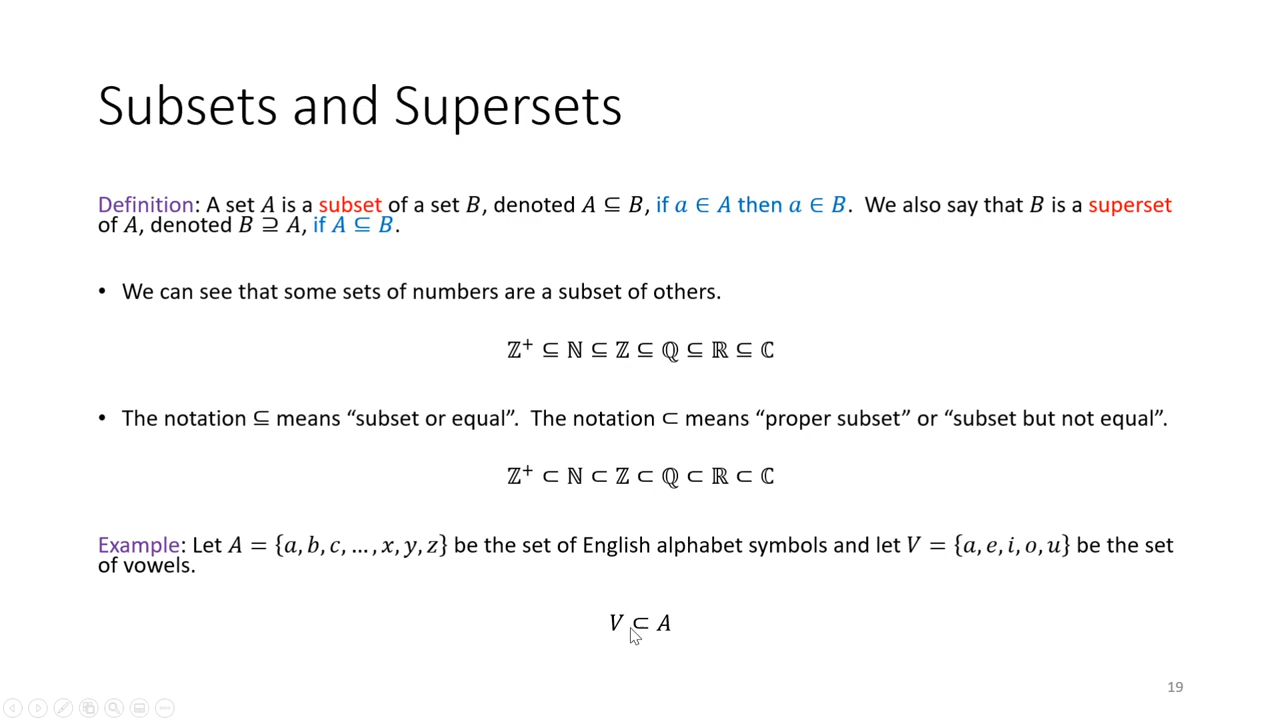 Subsets and Supersets
Definition: A set A is a subset of a set B, denoted A ⊆ B, if a ∈ A then a ∈ B. We also say that B is a superset
of A, denoted B ⊇ A, if A ⊆ B.
• We can see that some sets of numbers are a subset of others.
ℤ⁺ ⊆ ℕ ⊆ ℤ ⊆ ℚ ⊆ ℝ ⊆ ℂ
• The notation ⊆ means “subset or equal”. The notation ⊂ means “proper subset” or “subset but not equal”.
ℤ⁺ ⊂ ℕ ⊂ ℤ ⊂ ℚ ⊂ ℝ ⊂ ℂ
Example: Let A = {a, b, c, … , x, y, z} be the set of English alphabet symbols and let V = {a, e, i, o, u} be the set
of vowels.
V ⊂ A
19